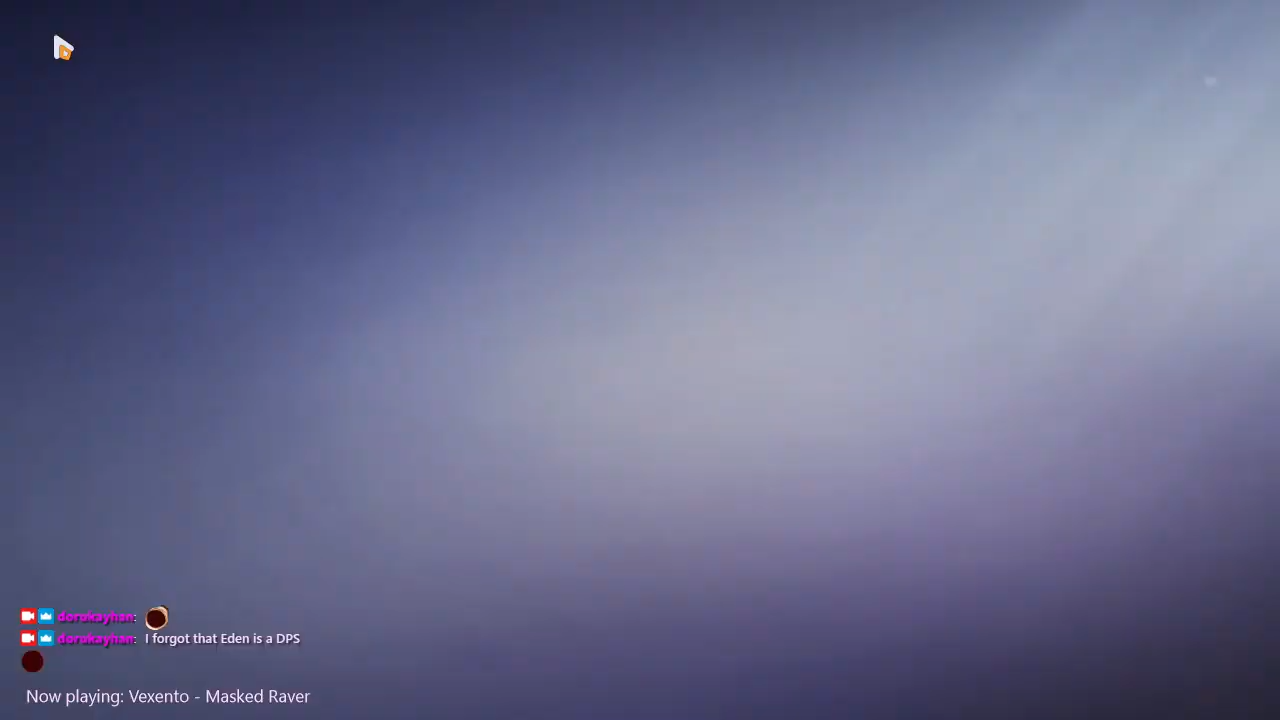 dorukayhan:
dorukayhan: I forgot that Eden is a DPS
Now playing: Vexento - Masked Raver